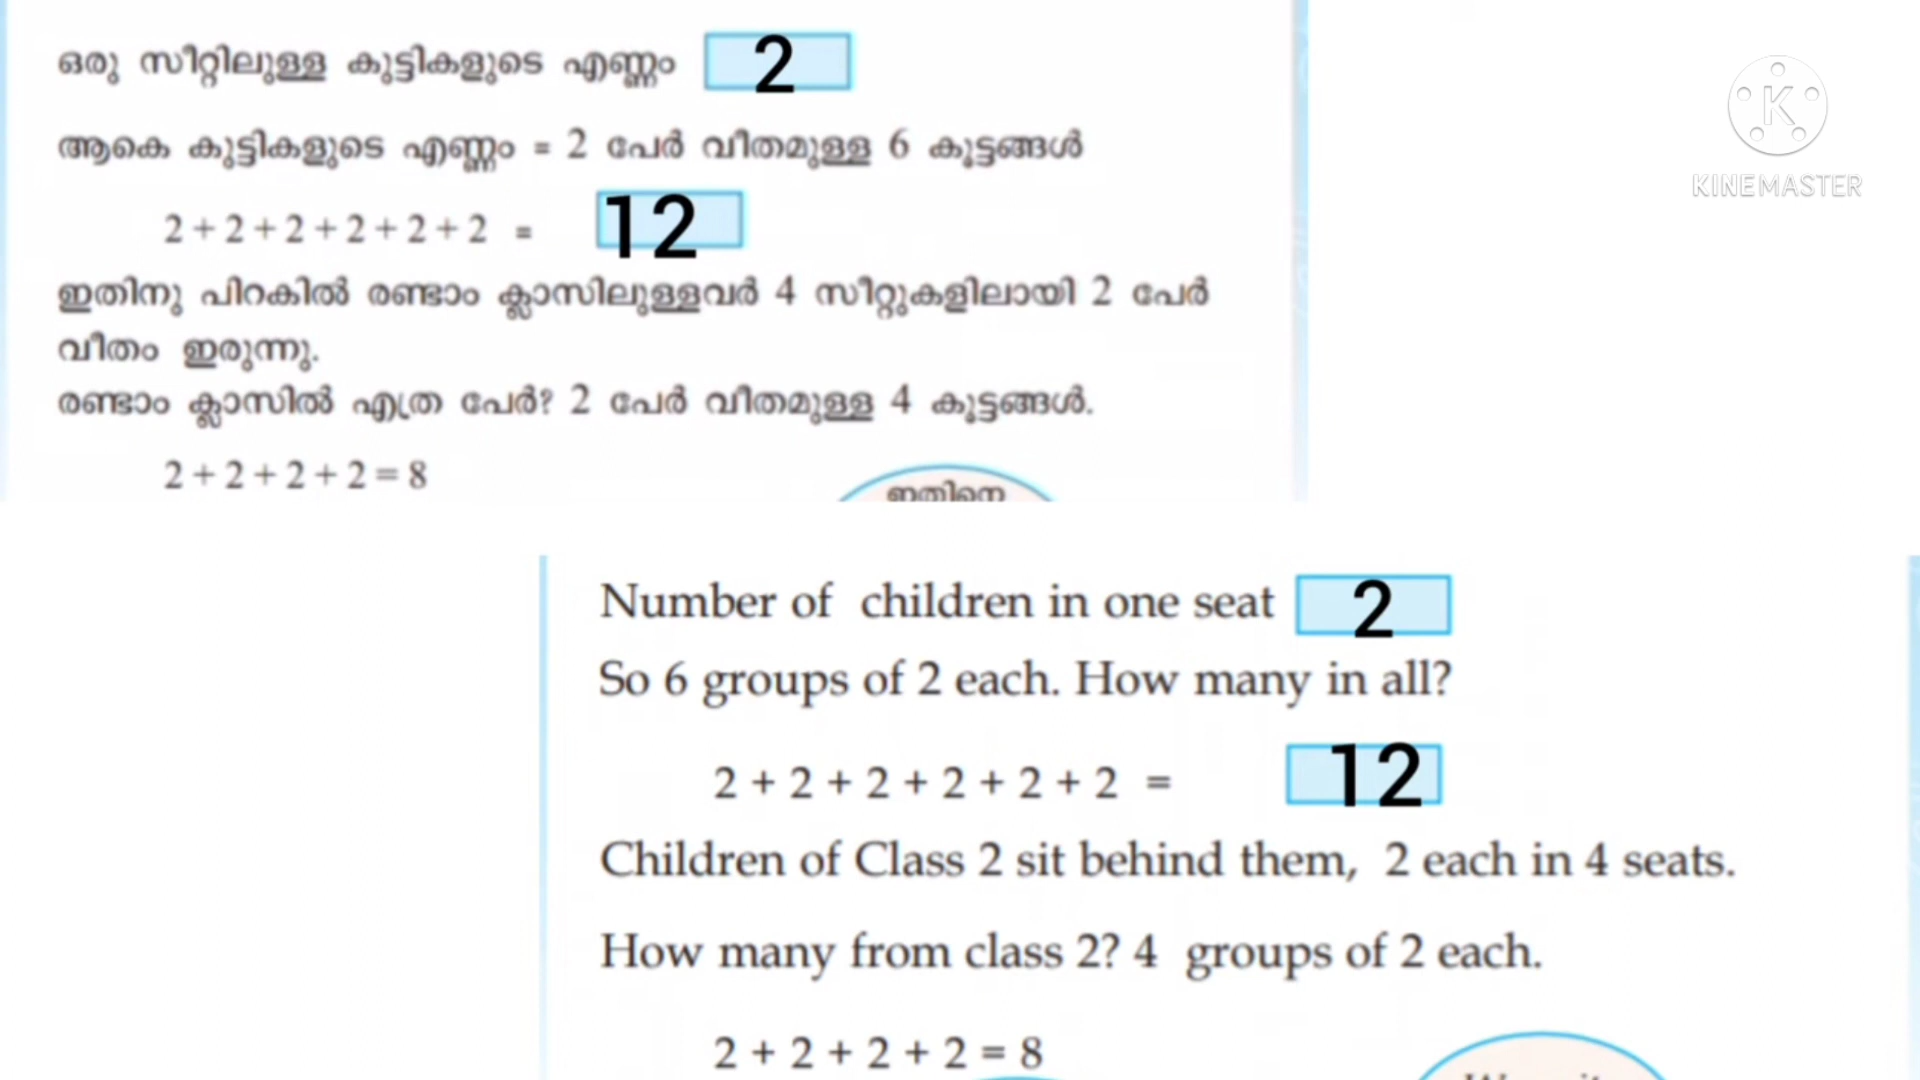 ഒരു സീറ്റിലുള്ള കുട്ടികളുടെ എണ്ണം 2
ആകെ കുട്ടികളുടെ എണ്ണം = 2 പേർ വീതമുള്ള 6 കൂട്ടങ്ങൾ
2 + 2 + 2 + 2 + 2 + 2 = 12
ഇതിനു പിറകിൽ രണ്ടാം ക്ലാസിലുള്ളവർ 4 സീറ്റുകളിലായി 2 പേർ
വീതം ഇരുന്നു.
രണ്ടാം ക്ലാസിൽ എത്ര പേർ? 2 പേർ വീതമുള്ള 4 കൂട്ടങ്ങൾ.
2 + 2 + 2 + 2 = 8
ഇതിനെ
K
KINEMASTER
Number of children in one seat 2
So 6 groups of 2 each. How many in all?
2 + 2 + 2 + 2 + 2 + 2 = 12
Children of Class 2 sit behind them, 2 each in 4 seats.
How many from class 2? 4 groups of 2 each.
2 + 2 + 2 + 2 = 8